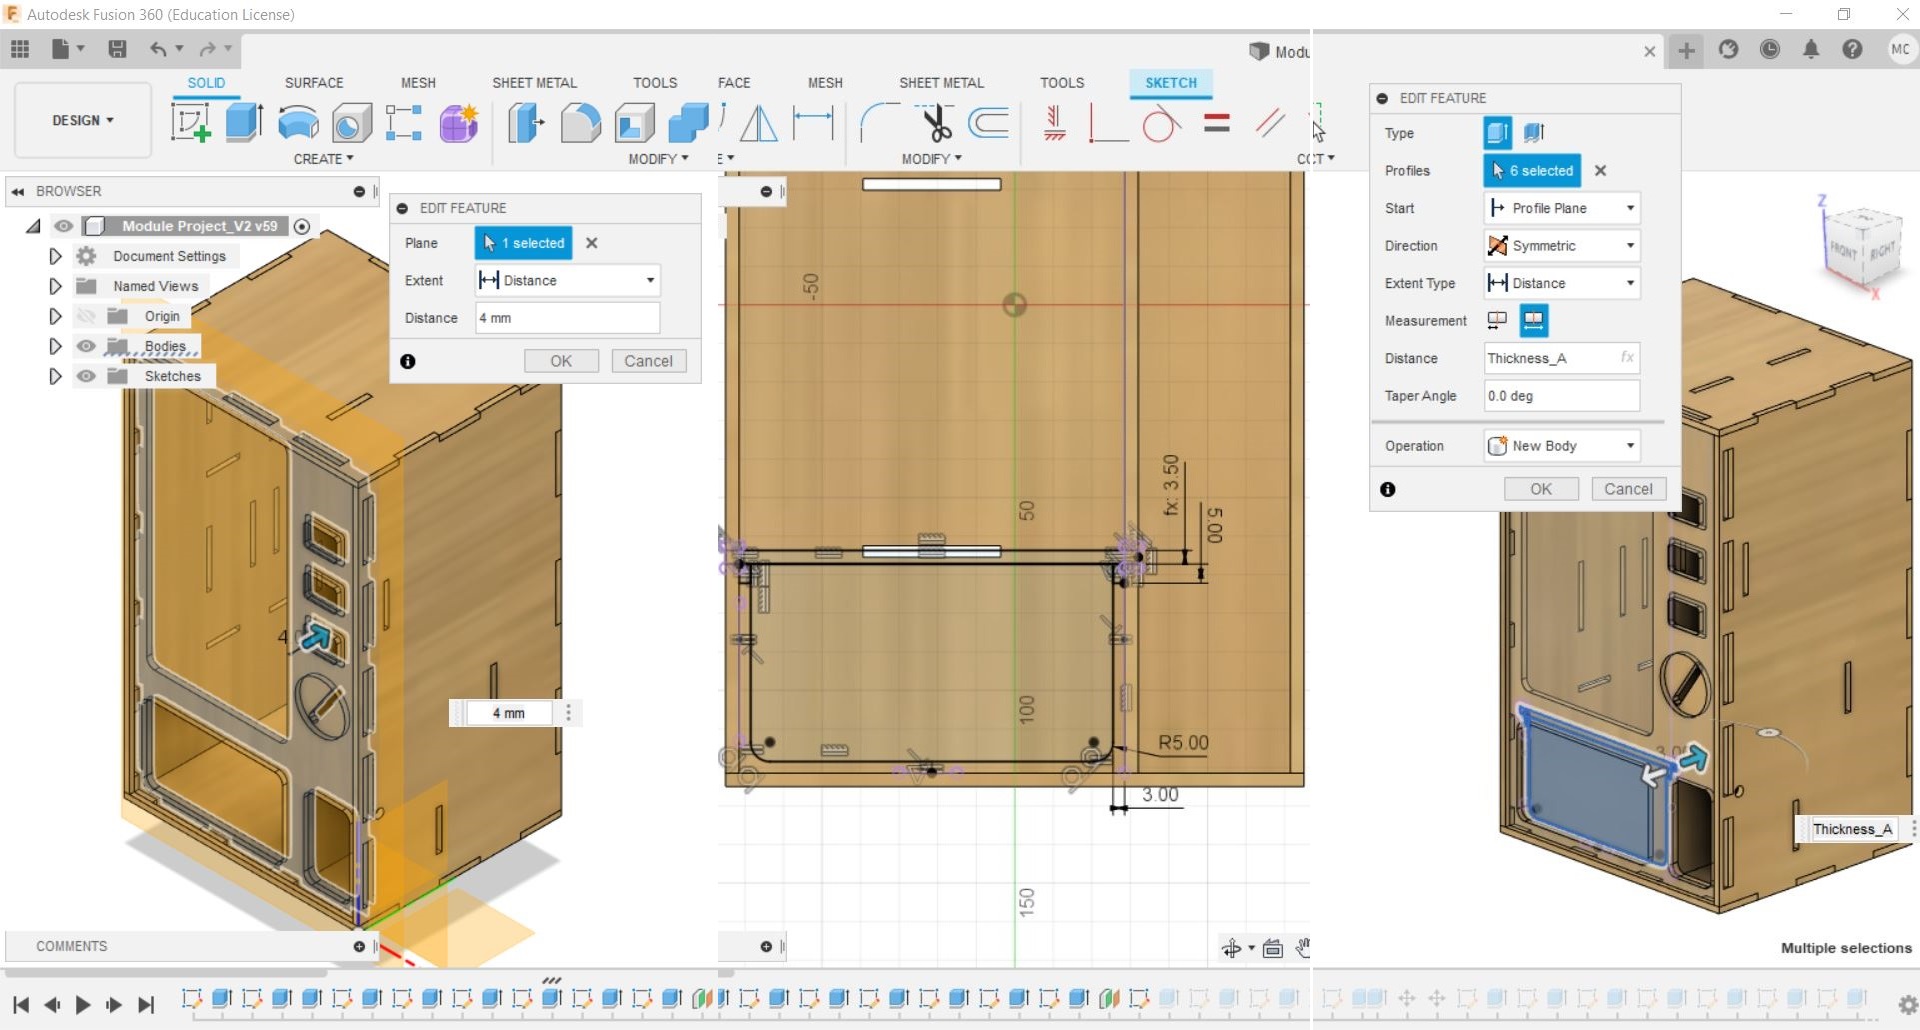 Autodesk Fusion 360 (Education License)
Modu
MC
DESIGN
SOLID SURFACE MESH SHEET METAL TOOLS FACE MESH SHEET METAL TOOLS SKETCH
CREATE MODIFY E MODIFY CCT
BROWSER
Module Project_V2 v59
Document Settings
Named Views
Origin
Bodies
Sketches
EDIT FEATURE
Plane 1 selected
Extent Distance
Distance 4 mm
OK Cancel
4
4 mm
COMMENTS
-50
50
fx: 3.50
5.00
100
R5.00
3.00
150
EDIT FEATURE
Type
Profiles 6 selected
Start Profile Plane
Direction Symmetric
Extent Type Distance
Measurement
Distance Thickness_A fx
Taper Angle 0.0 deg
Operation New Body
OK Cancel
Z
FRONT RIGHT
X
Thickness_A
Multiple selections